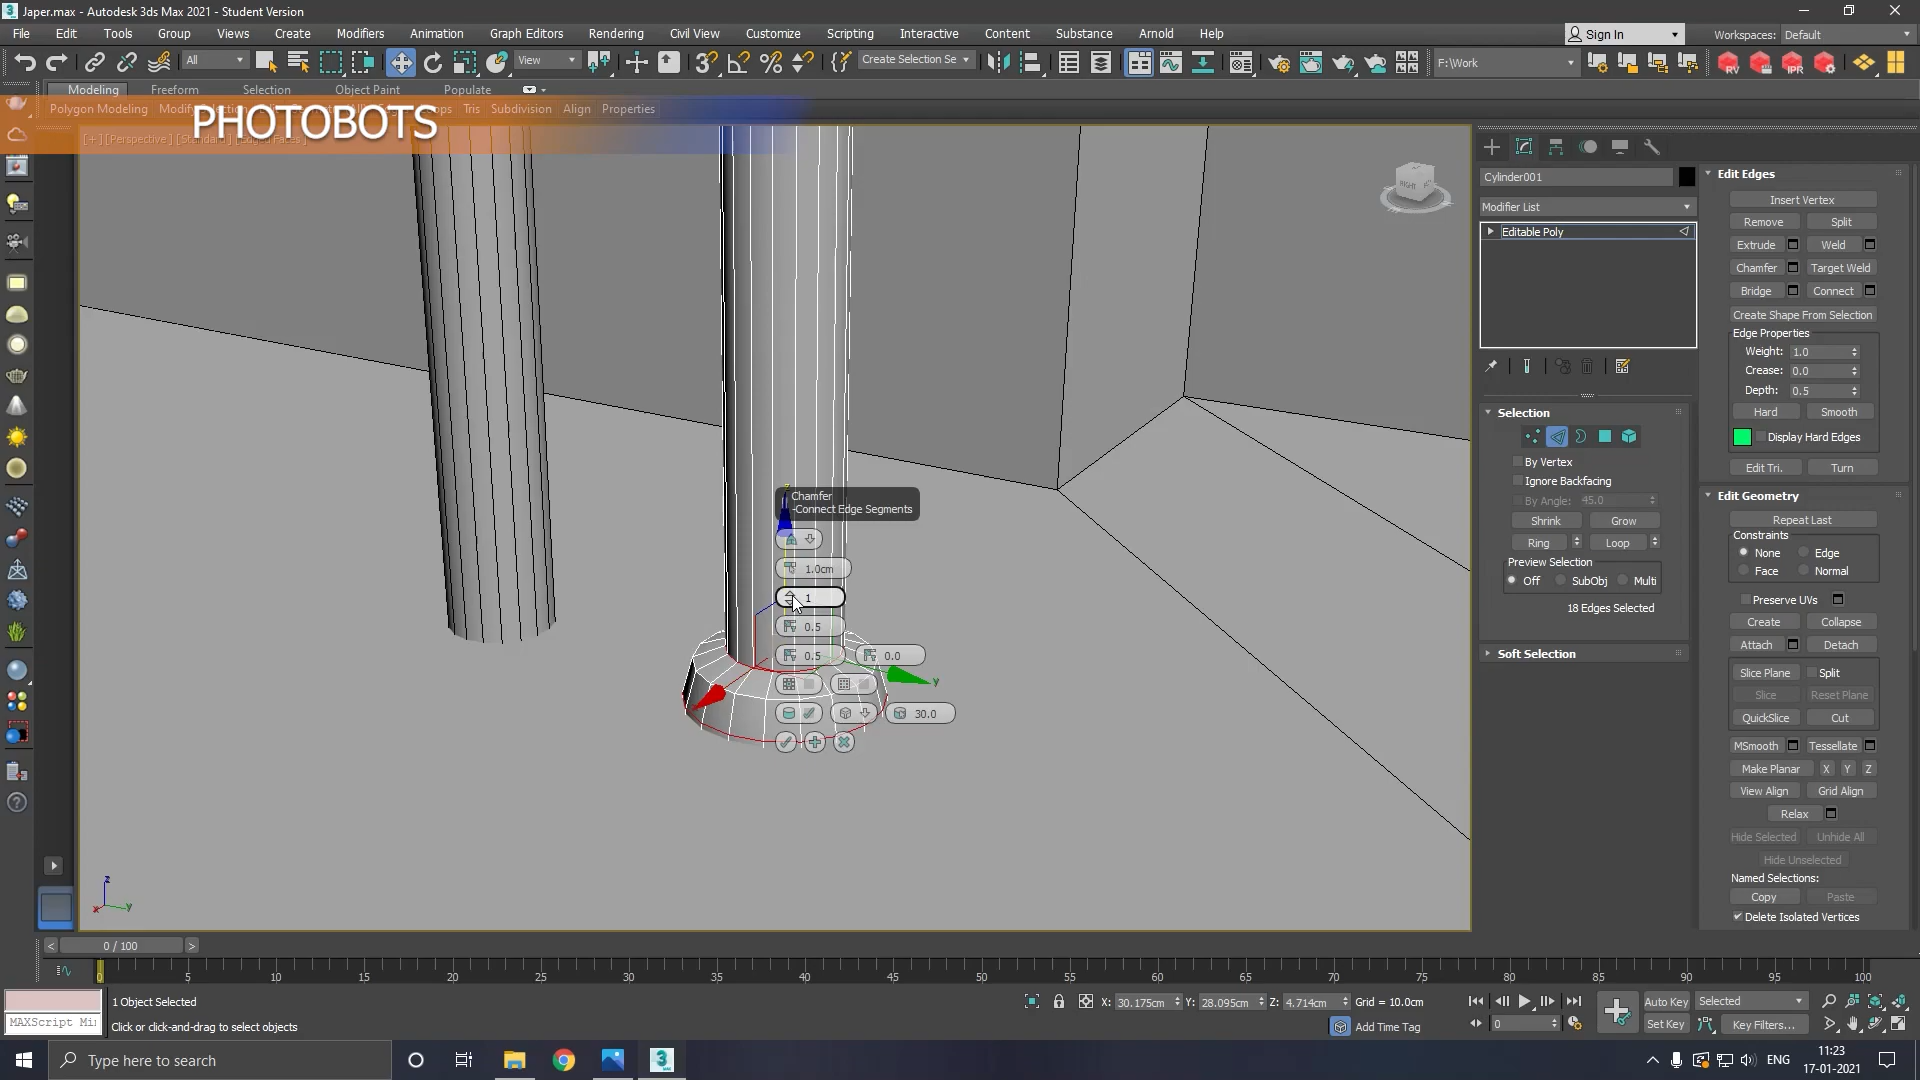 Japer.max - Autodesk 3ds Max 2021 - Student Version
File Edit Tools Group Views Create Modifiers Animation Graph Editors Rendering Civil View Customize Scripting Interactive Content Substance Arnold Help
Sign In Workspaces: Default
All View Create Selection Se F:\Work
Modeling Freeform Selection Object Paint Populate
Polygon Modeling Tris Subdivision Align Properties
PHOTOBOTS
[+] [Perspective] [Standard] [Edged Faces]
RIGHT
Chamfer
-Connect Edge Segments
1.0cm
1
0.5
0.5 0.0
30.0
z
y
z
x y
Cylinder001
Modifier List
Editable Poly
Selection
By Vertex
Ignore Backfacing
By Angle: 45.0
Shrink Grow
Ring Loop
Preview Selection
Off SubObj Multi
18 Edges Selected
Soft Selection
Edit Edges
Insert Vertex
Remove Split
Extrude Weld
Chamfer Target Weld
Bridge Connect
Create Shape From Selection
Edge Properties
Weight: 1.0
Crease: 0.0
Depth: 0.5
Hard Smooth
Display Hard Edges
Edit Tri. Turn
Edit Geometry
Repeat Last
Constraints
None Edge
Face Normal
Preserve UVs
Create Collapse
Attach Detach
Slice Plane Split
Slice Reset Plane
QuickSlice Cut
MSmooth Tessellate
Make Planar X Y Z
View Align Grid Align
Relax
Hide Selected Unhide All
Hide Unselected
Named Selections:
Copy Paste
Delete Isolated Vertices
0 / 100
0 5 10 15 20 25 30 35 40 45 50 55 60 65 70 75 80 85 90 95 100
1 Object Selected
X: 30.175cm Y: 28.095cm Z: 4.714cm Grid = 10.0cm
Auto Key Selected
MAXScript Mi
Click or click-and-drag to select objects
Add Time Tag
0
Set Key Key Filters...
Type here to search
ENG
11:23
17-01-2021